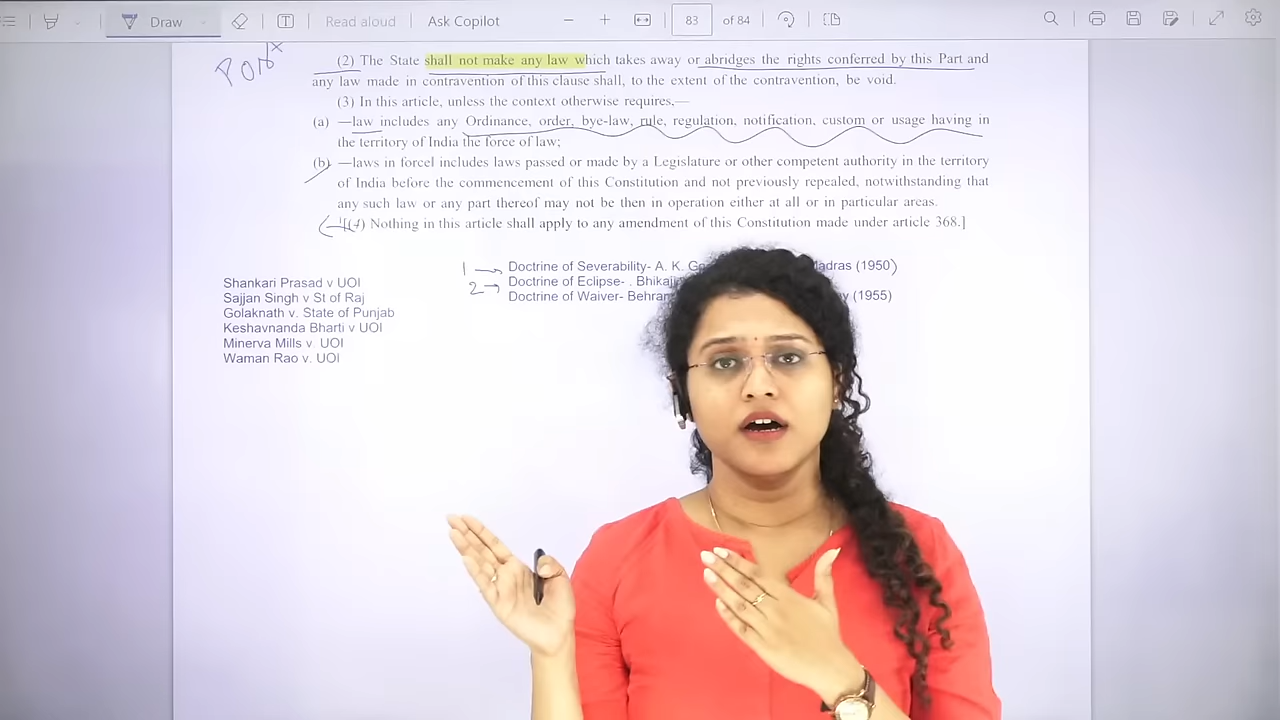 Draw
Read aloud
Ask Copilot
83
of 84
(2) The State shall not make any law which takes away or abridges the rights conferred by this Part and
any law made in contravention of this clause shall, to the extent of the contravention, be void.
(3) In this article, unless the context otherwise requires,—
(a) —law includes any Ordinance, order, bye-law, rule, regulation, notification, custom or usage having in
the territory of India the force of law;
(b) —laws in forcel includes laws passed or made by a Legislature or other competent authority in the territory
of India before the commencement of this Constitution and not previously repealed, notwithstanding that
any such law or any part thereof may not be then in operation either at all or in particular areas.
Nothing in this article shall apply to any amendment of this Constitution made under article 368.]
1 Doctrine of Severability- A. K. adras (1950)
2 Doctrine of Eclipse- . Bhikaji
Doctrine of Waiver- Behra (1955)
Shankari Prasad v UOI
Sajjan Singh v St of Raj
Golaknath v. State of Punjab
Keshavnanda Bharti v UOI
Minerva Mills v. UOI
Waman Rao v. UOI